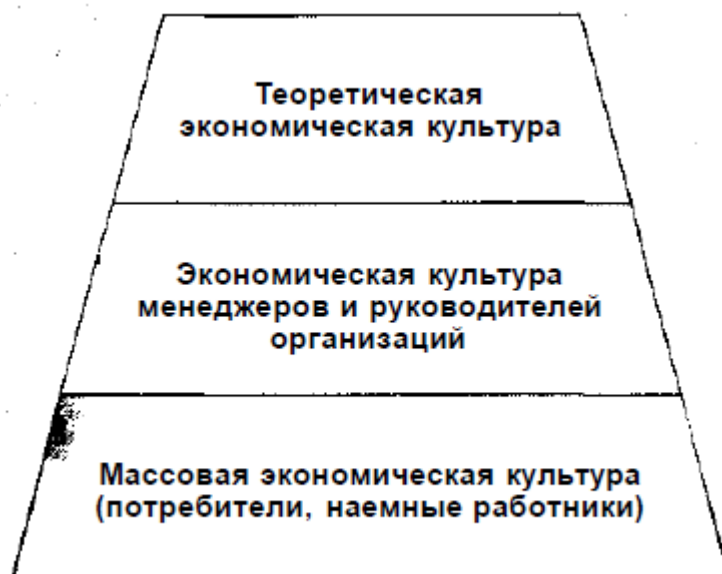 Теоретическая
экономическая культура
Экономическая культура
менеджеров и руководителей
организаций
Массовая экономическая культура
(потребители, наемные работники)